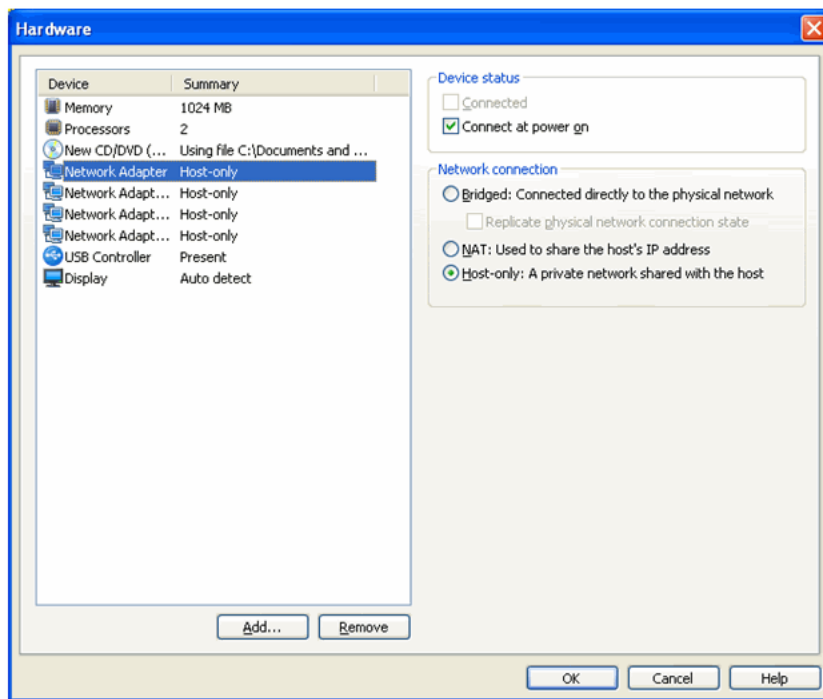 Hardware
Device Summary
Memory 1024 MB
Processors 2
New CD/DVD (... Using file C:\Documents and ...
Network Adapter Host-only
Network Adapt... Host-only
Network Adapt... Host-only
Network Adapt... Host-only
USB Controller Present
Display Auto detect
Add... Remove
Device status
Connected
Connect at power on
Network connection
Bridged: Connected directly to the physical network
Replicate physical network connection state
NAT: Used to share the host's IP address
Host-only: A private network shared with the host
OK Cancel Help